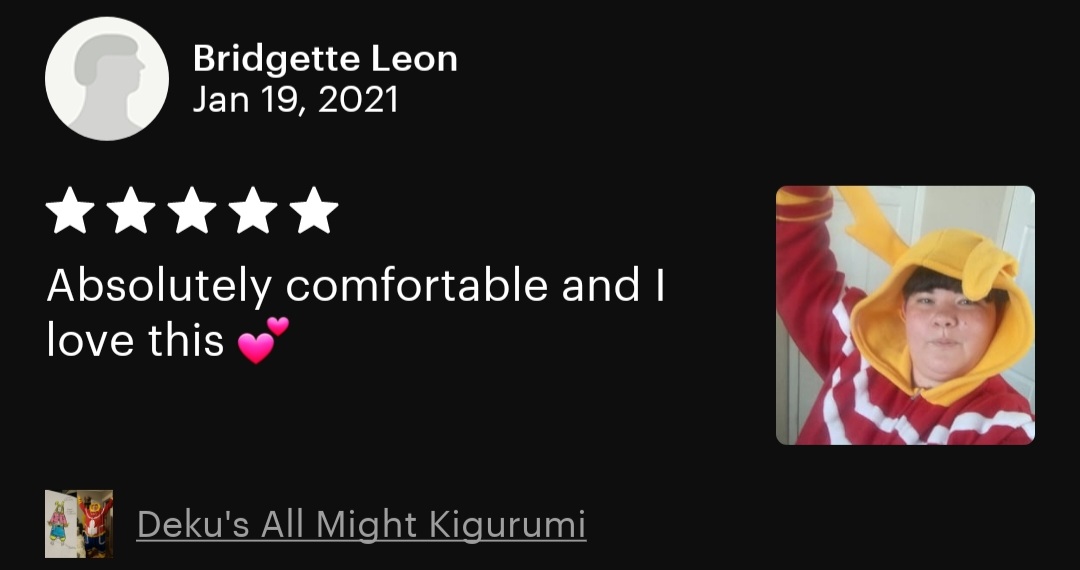 Bridgette Leon
Jan 19, 2021
Absolutely comfortable and I
love this 💕
Deku's All Might Kigurumi